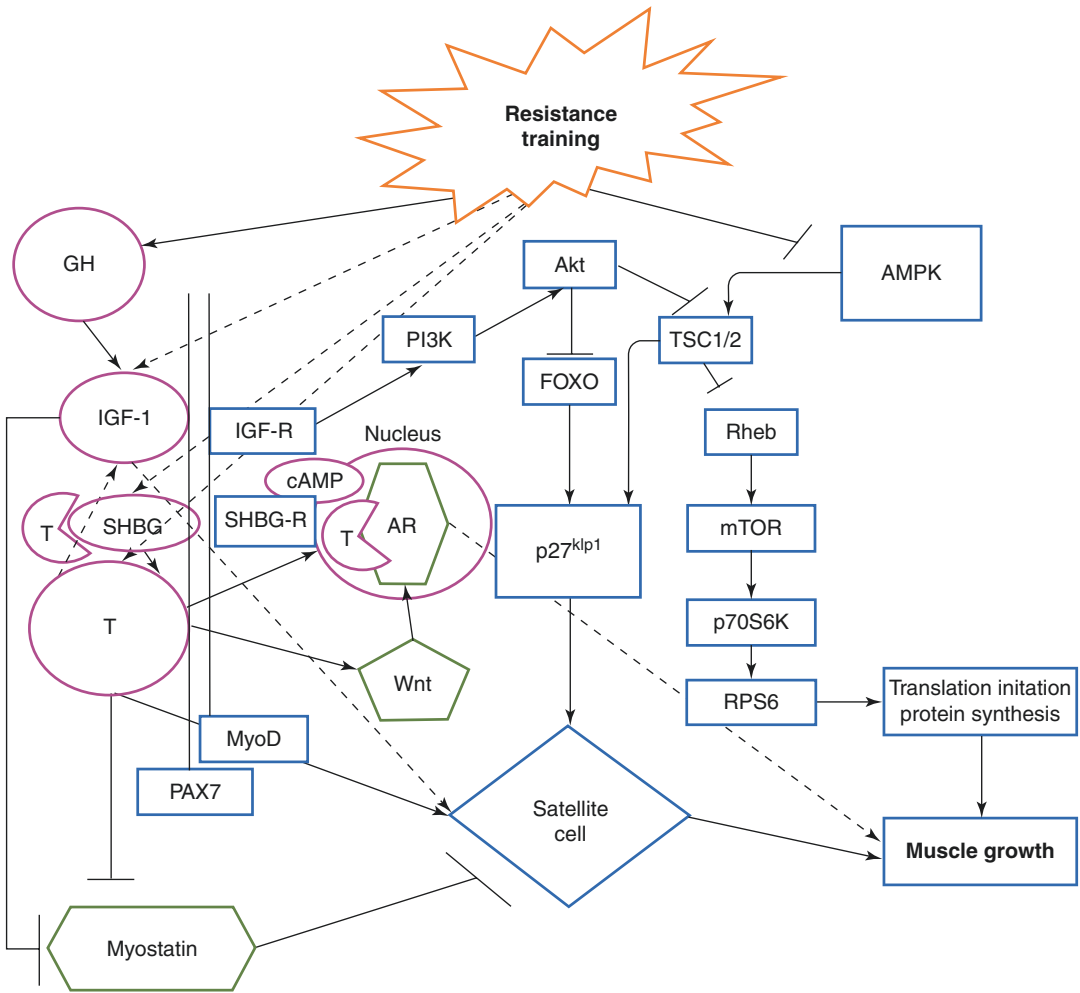 Resistance
training
GH
Akt
AMPK
PI3K
TSC1/2
FOXO
IGF-1
IGF-R
Rheb
Nucleus
cAMP
T
SHBG
SHBG-R
T
AR
mTOR
p27klp1
T
p70S6K
Wnt
RPS6
Translation initation
protein synthesis
MyoD
PAX7
Satellite
cell
Muscle growth
Myostatin